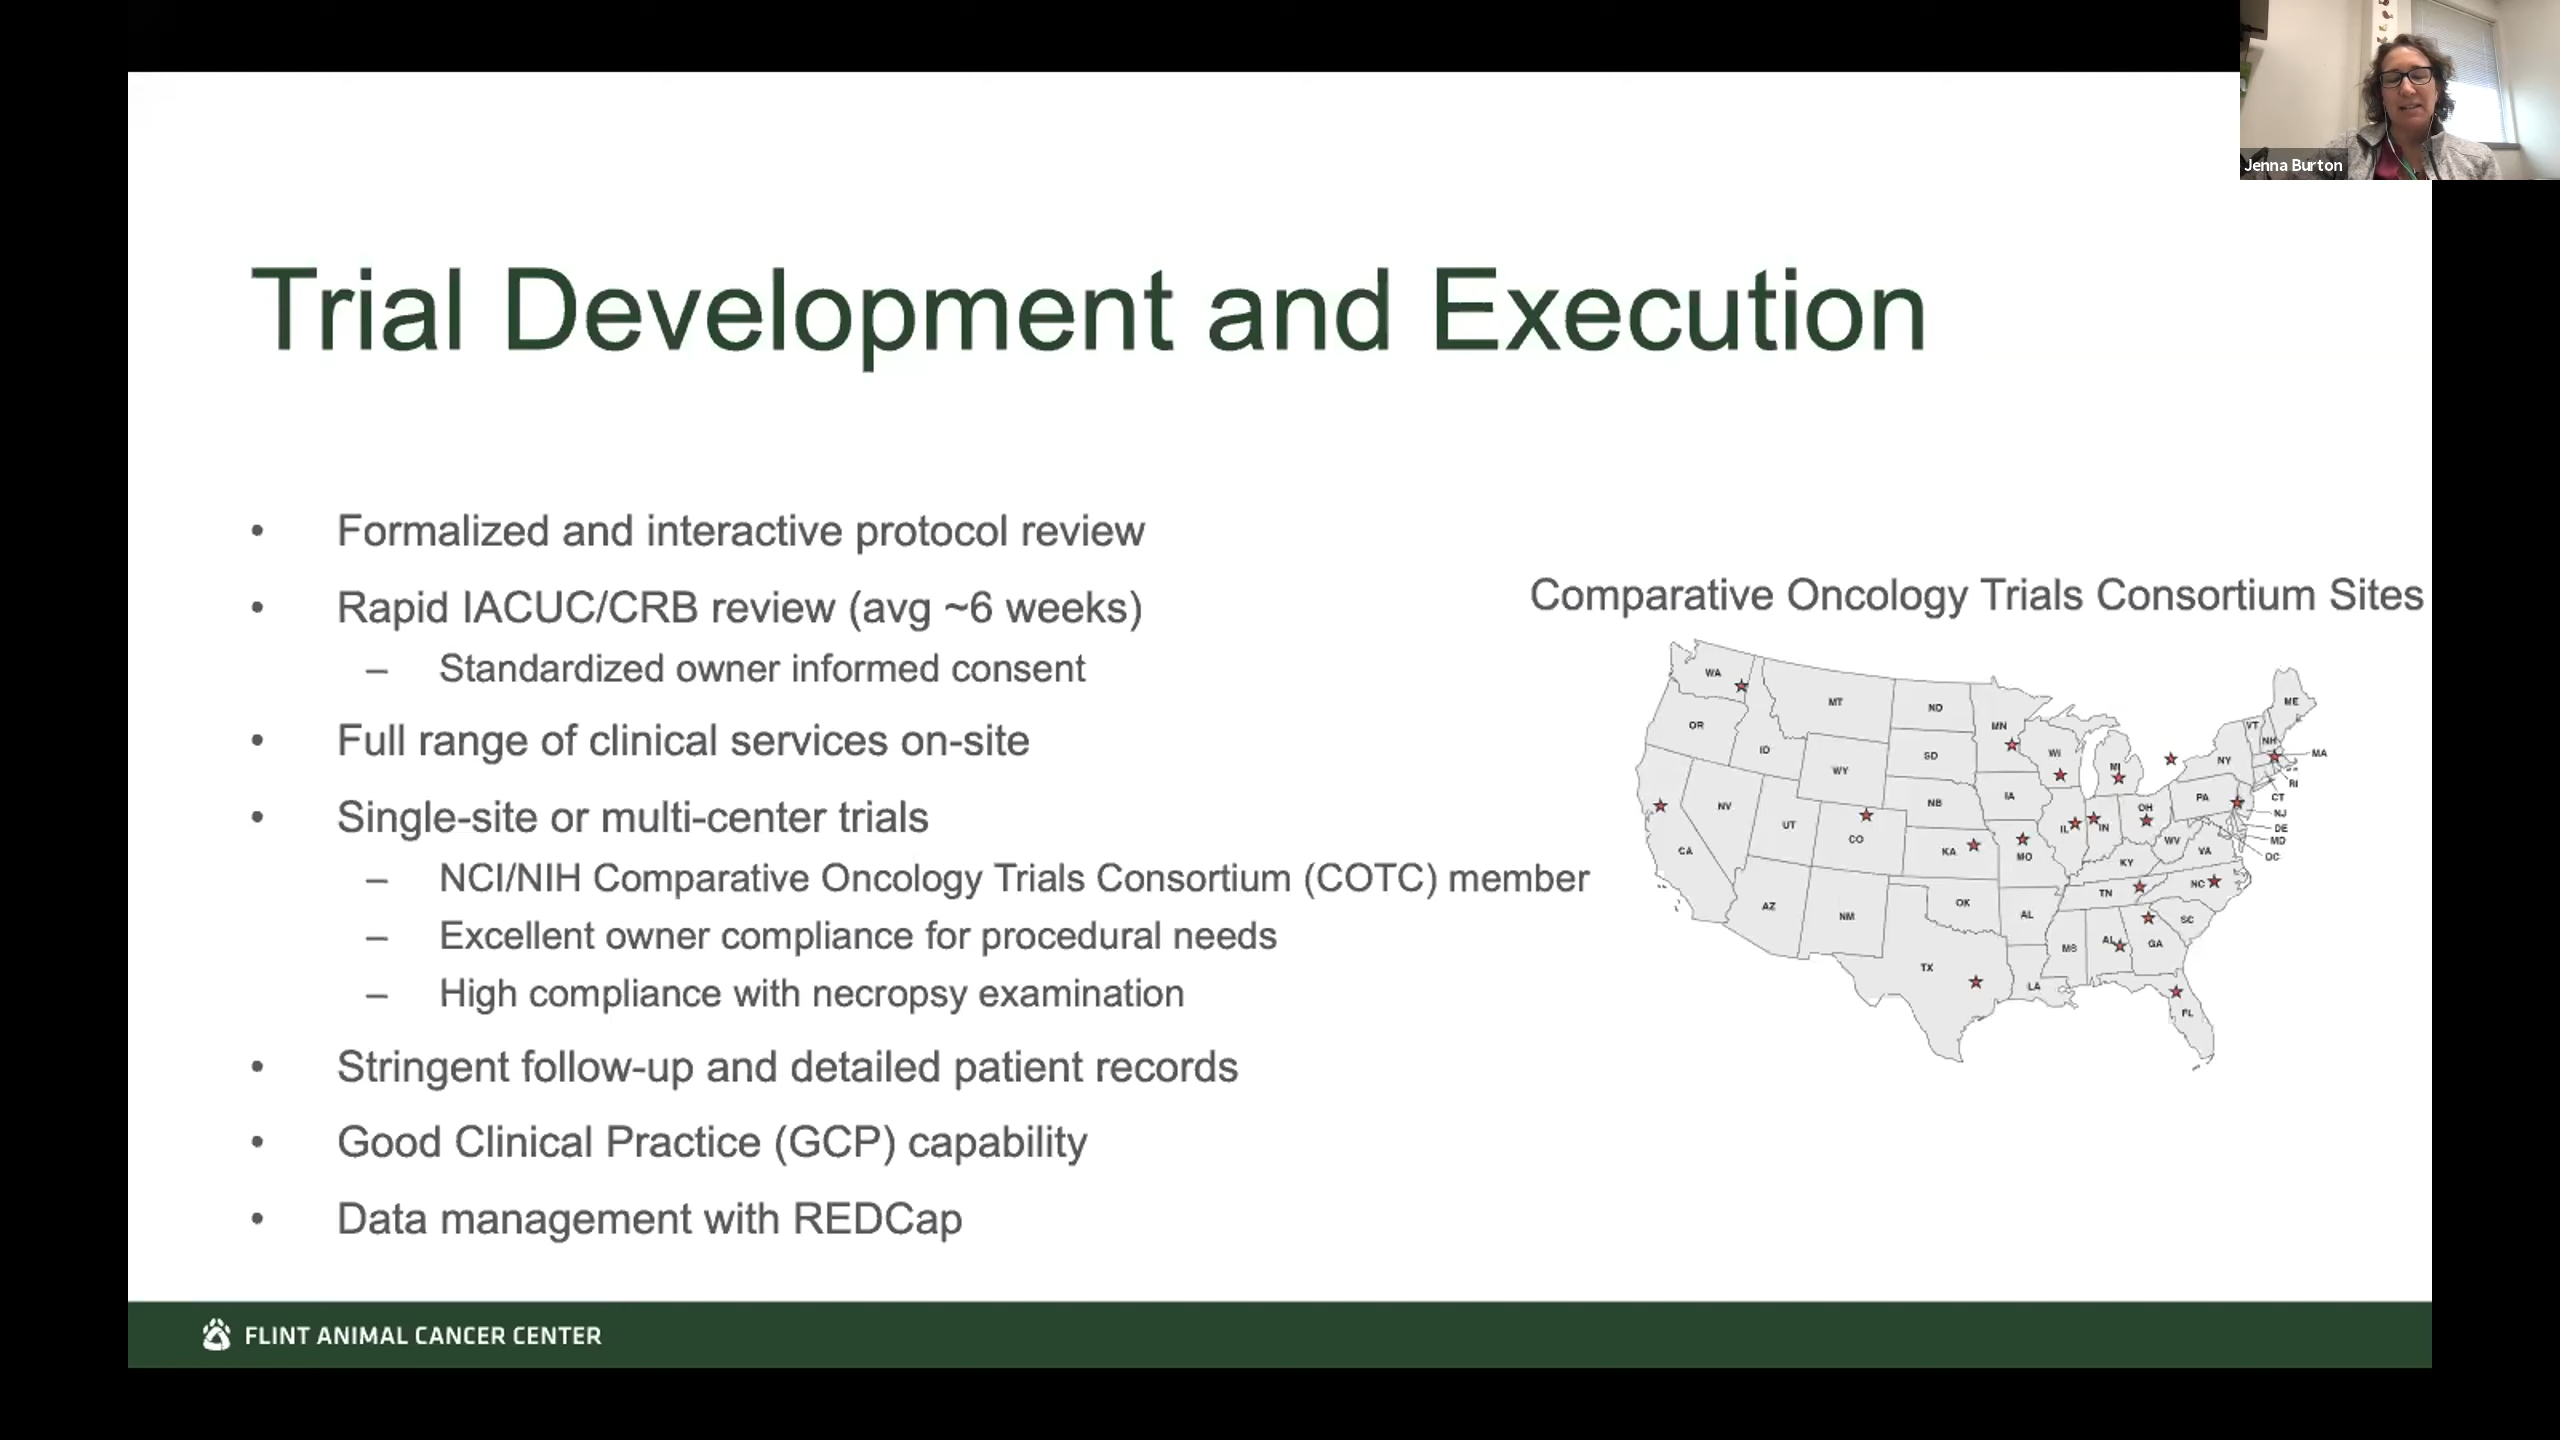 Jenna Burton
Trial Development and Execution
• Formalized and interactive protocol review
• Rapid IACUC/CRB review (avg ~6 weeks)
– Standardized owner informed consent
• Full range of clinical services on-site
• Single-site or multi-center trials
– NCI/NIH Comparative Oncology Trials Consortium (COTC) member
– Excellent owner compliance for procedural needs
– High compliance with necropsy examination
• Stringent follow-up and detailed patient records
• Good Clinical Practice (GCP) capability
• Data management with REDCap
Comparative Oncology Trials Consortium Sites
WA
MT
ND
MN
ME
OR
ID
SD
WI
VT
NH
MA
WY
MI
NY
RI
NV
NB
IA
PA
CT
UT
CO
IL
IN
OH
NJ
DE
MD
CA
KA
MO
KY
WV
VA
DC
AZ
NM
OK
AL
TN
NC
SC
TX
LA
MS
AL
GA
FL
FLINT ANIMAL CANCER CENTER